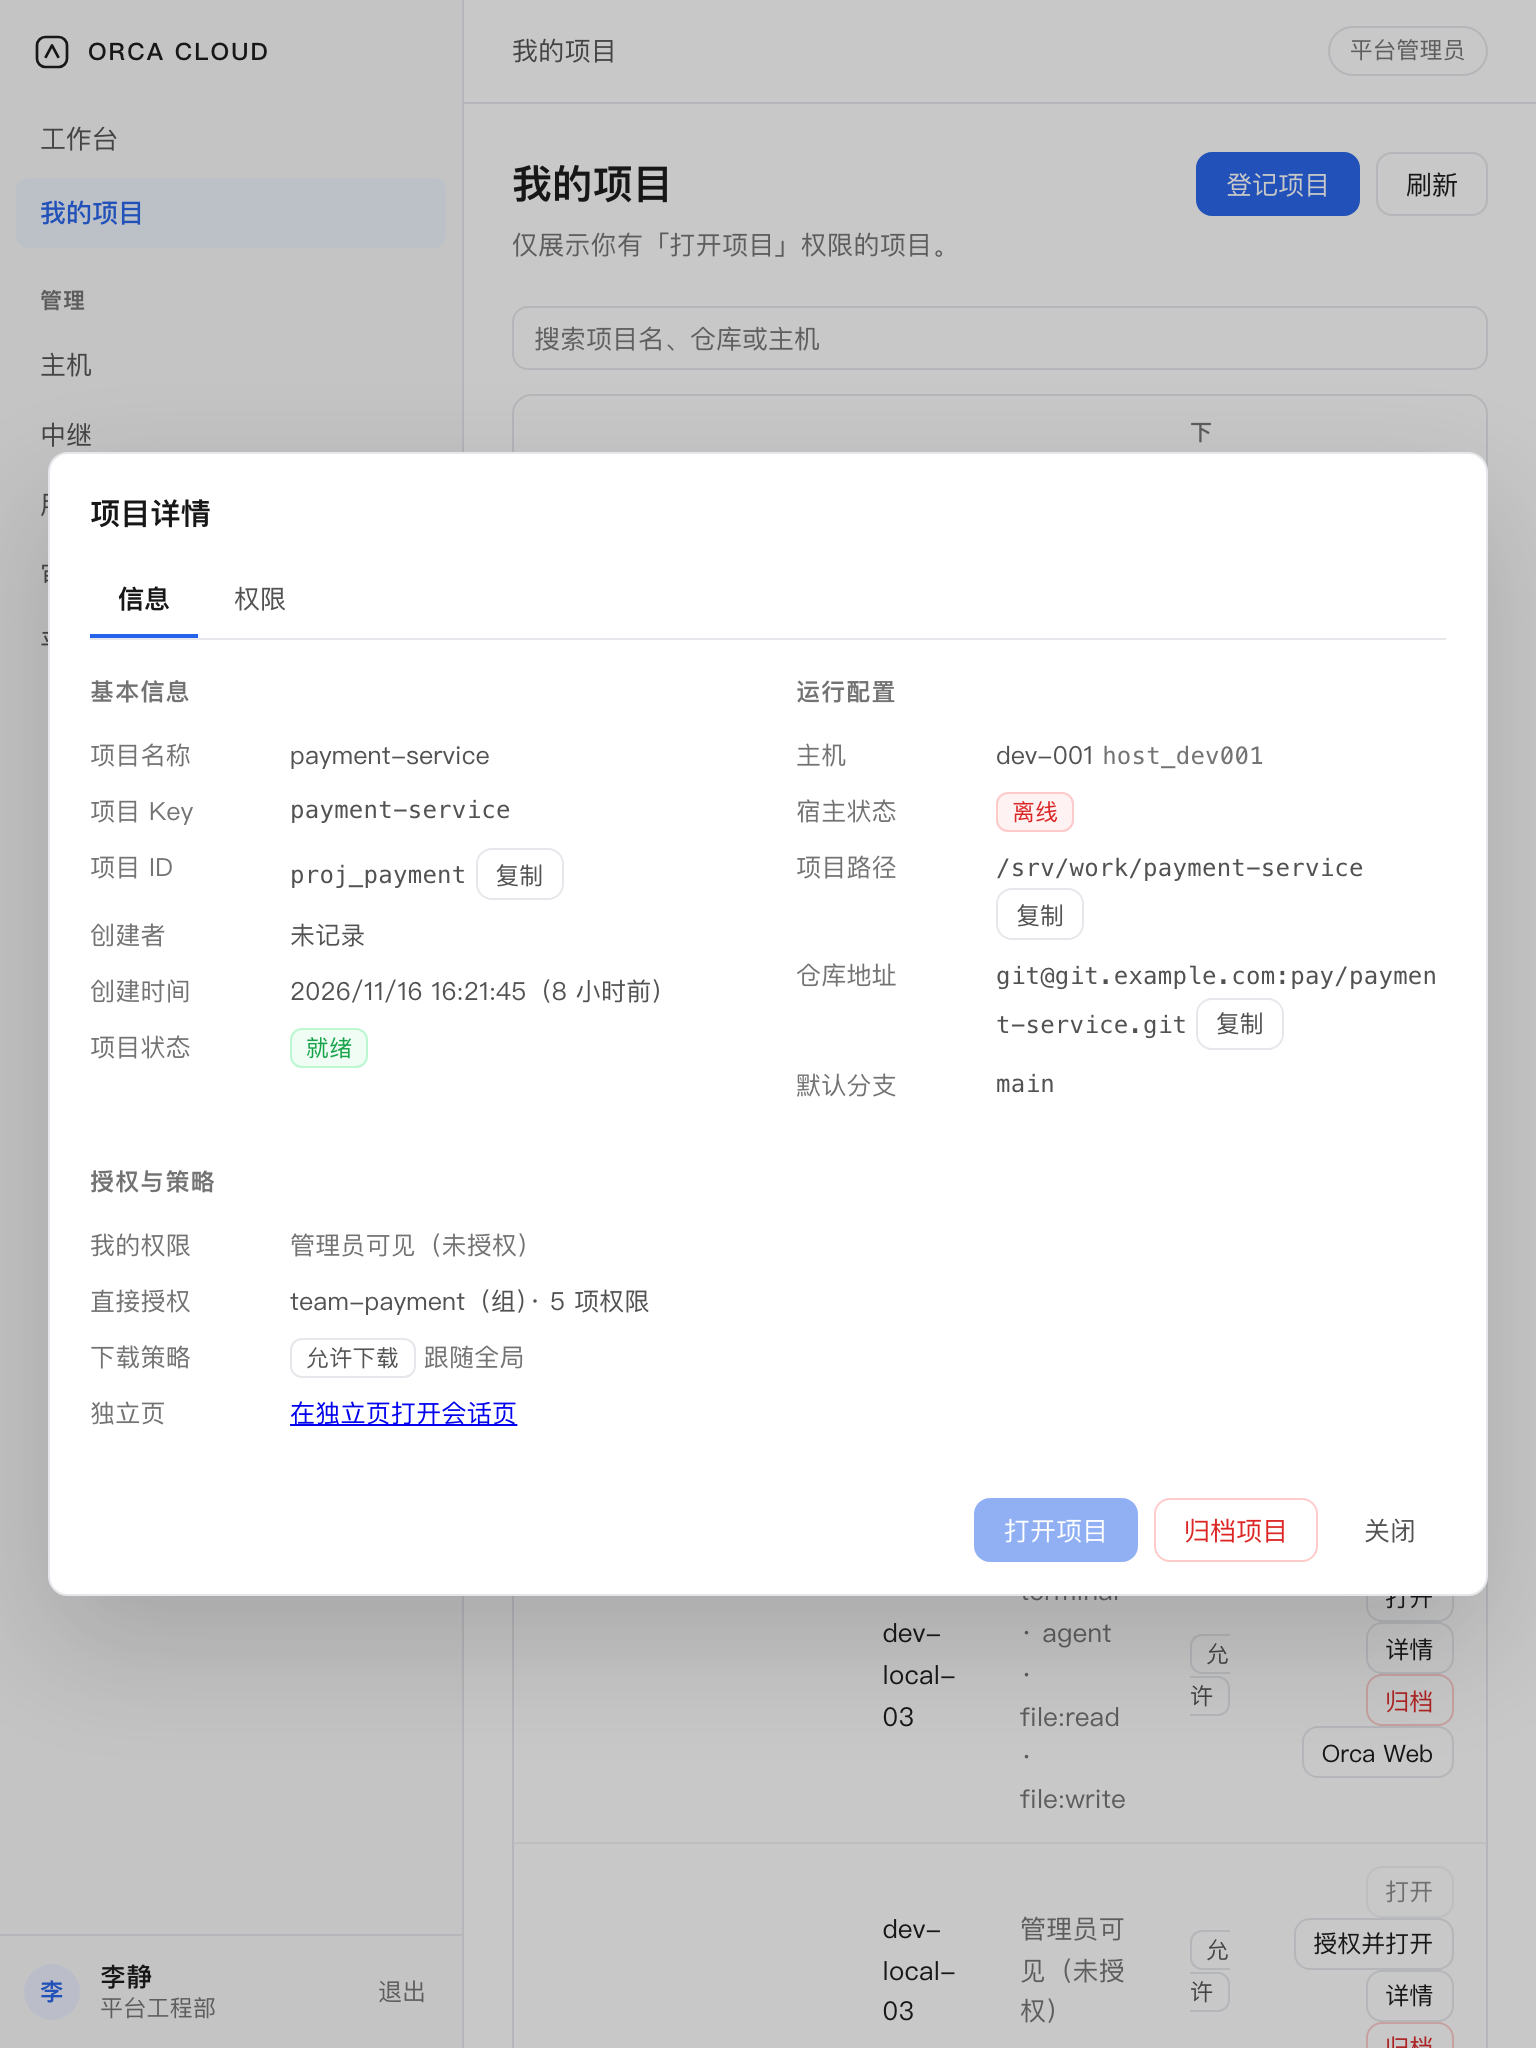 ORCA CLOUD
我的项目
平台管理员
工作台
我的项目
管理
主机
中继
我的项目
登记项目
刷新
仅展示你有「打开项目」权限的项目。
搜索项目名、仓库或主机
下
项目详情
信息
权限
基本信息
项目名称
payment-service
项目 Key
payment-service
项目 ID
proj_payment
复制
创建者
未记录
创建时间
2026/11/16 16:21:45（8 小时前）
项目状态
就绪
运行配置
主机
dev-001 host_dev001
宿主状态
离线
项目路径
/srv/work/payment-service
复制
仓库地址
git@git.example.com:pay/paymen
t-service.git
复制
默认分支
main
授权与策略
我的权限
管理员可见（未授权）
直接授权
team-payment（组）· 5 项权限
下载策略
允许下载 跟随全局
独立页
在独立页打开会话页
打开项目
归档项目
关闭
dev-
local-
03
terminal
· agent
·
file:read
·
file:write
允
许
打开
详情
归档
Orca Web
dev-
local-
03
管理员可
见（未授
权）
允
许
打开
授权并打开
详情
归档
李
李静
平台工程部
退出